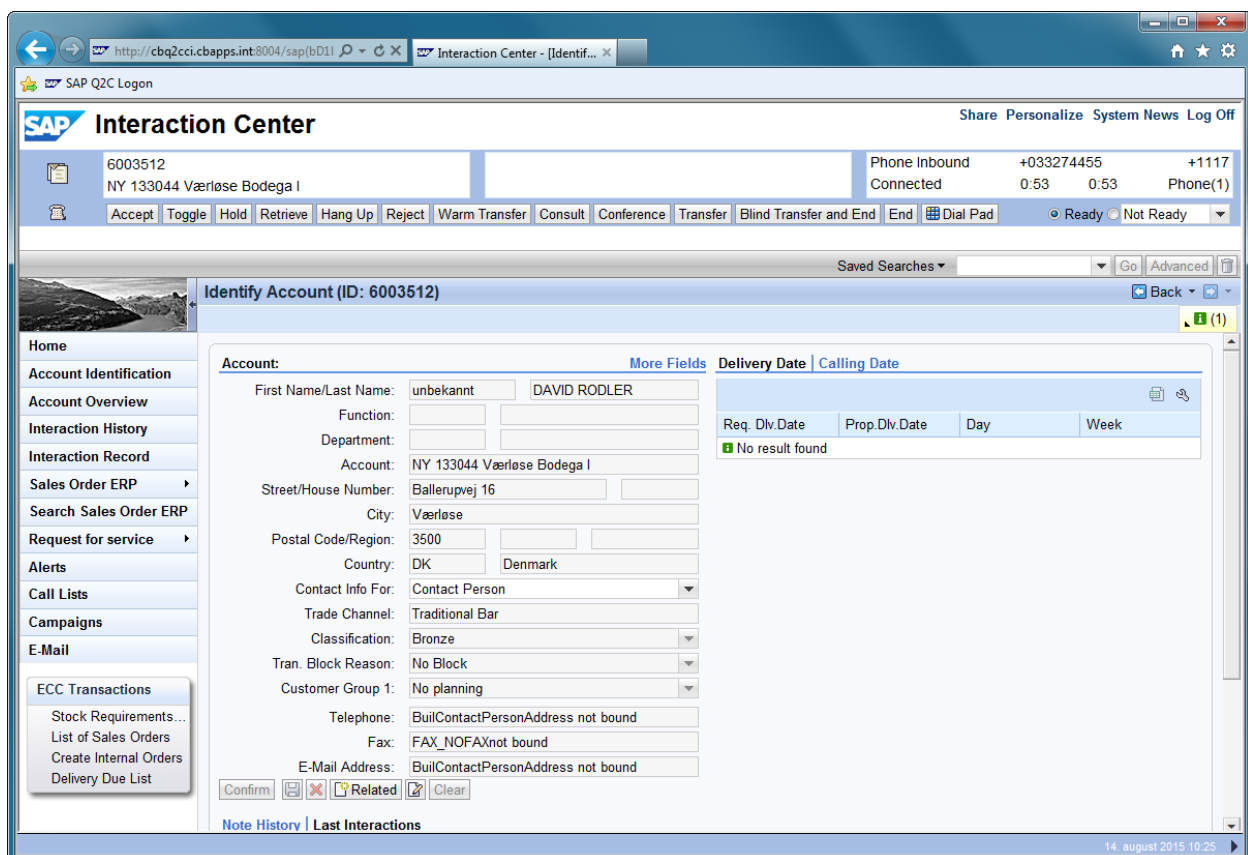 http://cbq2cci.cbapps.int:8004/sap(bD1l
Interaction Center - [Identif...
SAP Q2C Logon
SAP Interaction Center
Share Personalize System News Log Off
6003512
NY 133044 Værløse Bodega I
Phone Inbound +033274455 +1117
Connected 0:53 0:53 Phone(1)
Accept Toggle Hold Retrieve Hang Up Reject Warm Transfer Consult Conference Transfer Blind Transfer and End End Dial Pad Ready Not Ready
Saved Searches Go Advanced
Identify Account (ID: 6003512) Back
(1)
Home
Account Identification
Account Overview
Interaction History
Interaction Record
Sales Order ERP
Search Sales Order ERP
Request for service
Alerts
Call Lists
Campaigns
E-Mail
ECC Transactions
Stock Requirements...
List of Sales Orders
Create Internal Orders
Delivery Due List
Account: More Fields
First Name/Last Name: unbekannt DAVID RODLER
Function:
Department:
Account: NY 133044 Værløse Bodega I
Street/House Number: Ballerupvej 16
City: Værløse
Postal Code/Region: 3500
Country: DK Denmark
Contact Info For: Contact Person
Trade Channel: Traditional Bar
Classification: Bronze
Tran. Block Reason: No Block
Customer Group 1: No planning
Telephone: BuilContactPersonAddress not bound
Fax: FAX_NOFAXnot bound
E-Mail Address: BuilContactPersonAddress not bound
Confirm Related Clear
Note History | Last Interactions
Delivery Date | Calling Date
Req. Dlv.Date Prop.Dlv.Date Day Week
No result found
14. august 2015 10:25